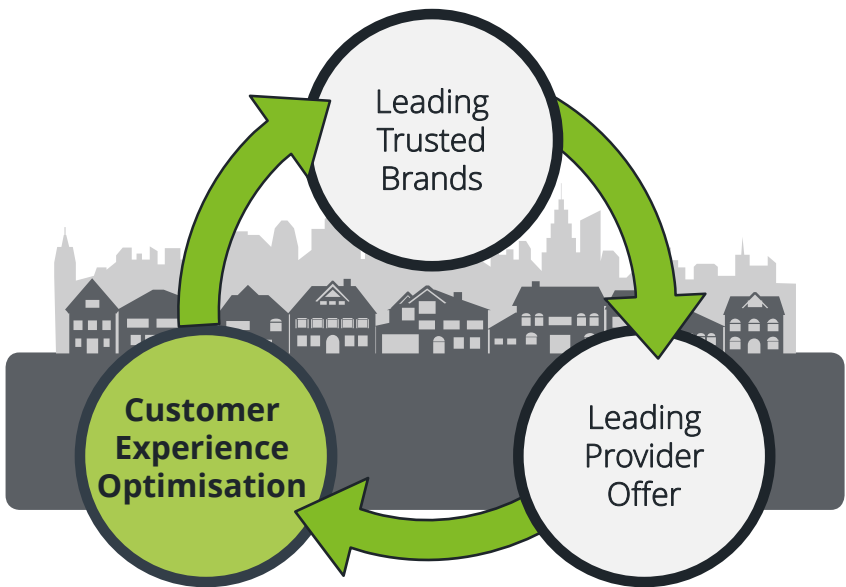 Leading
Trusted
Brands
Customer
Experience
Optimisation
Leading
Provider
Offer